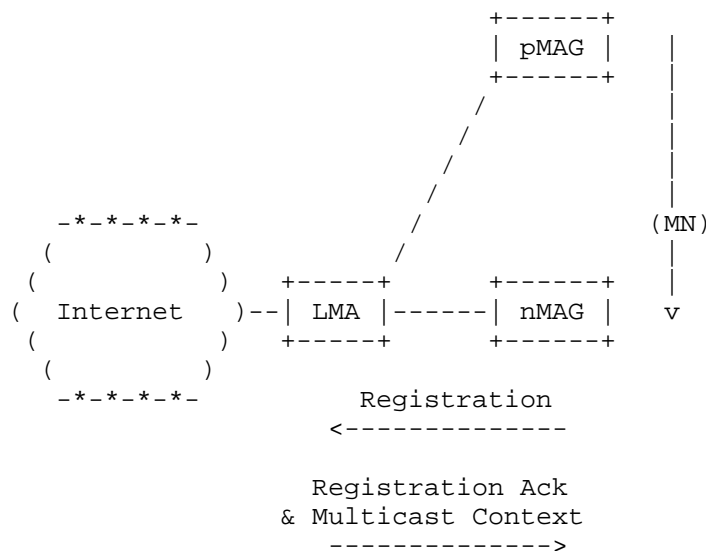 pMAG
(MN)
Internet
LMA
nMAG
v
Registration
Registration Ack
& Multicast Context